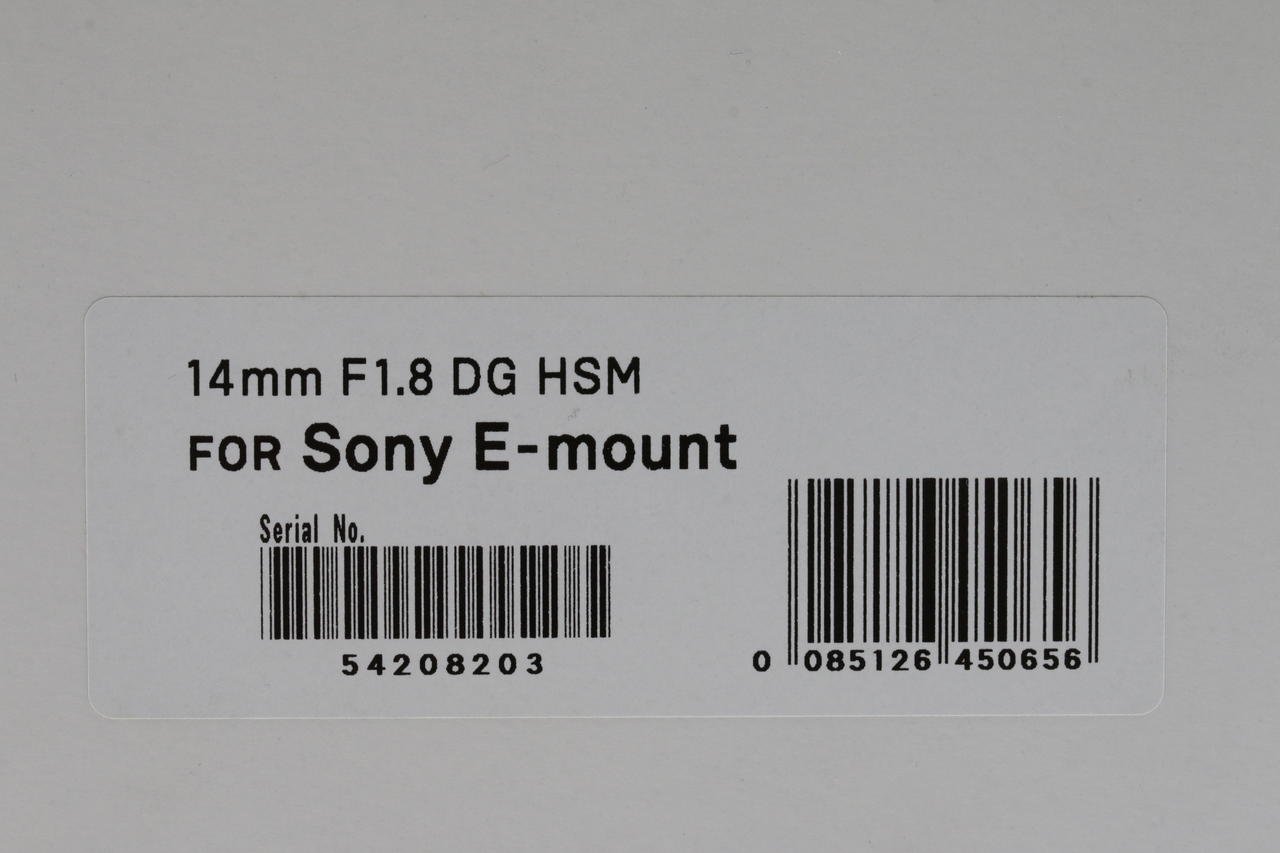 14mm F1.8 DG HSM
FOR Sony E-mount
Serial No.
54208203
0 085126 450656